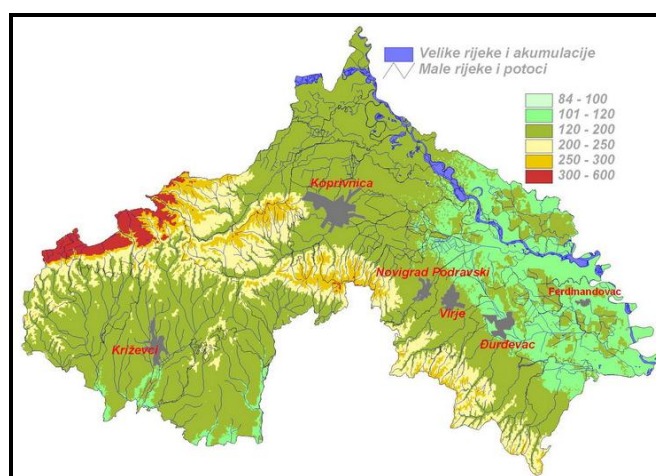 Velike rijeke i akumulacije
Male rijeke i potoci
84 - 100
101 - 120
120 - 200
200 - 250
250 - 300
300 - 600
Koprivnica
Novigrad Podravski
Ferdinandovac
Virje
Đurđevac
Križevci